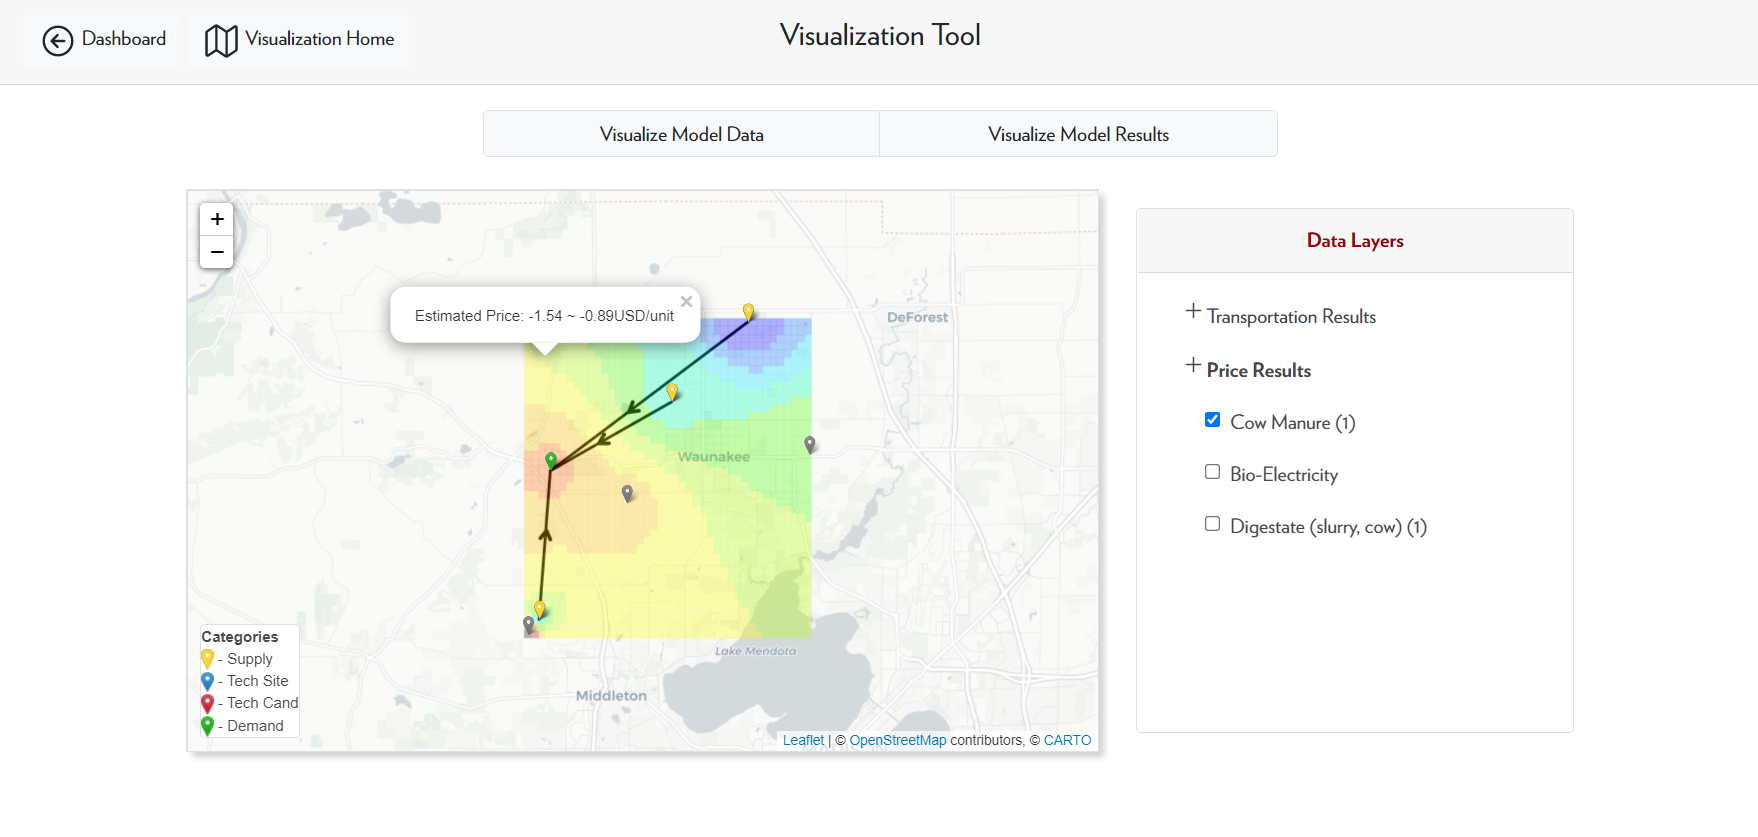 Dashboard
Visualization Home
Visualization Tool
Visualize Model Data
Visualize Model Results
+
−
Estimated Price: -1.54 ~ -0.89USD/unit
×
DeForest
Waunakee
Lake Mendota
Middleton
Categories
- Supply
- Tech Site
- Tech Cand
- Demand
Leaflet | © OpenStreetMap contributors, © CARTO
Data Layers
+ Transportation Results
+ Price Results
Cow Manure (1)
Bio-Electricity
Digestate (slurry, cow) (1)